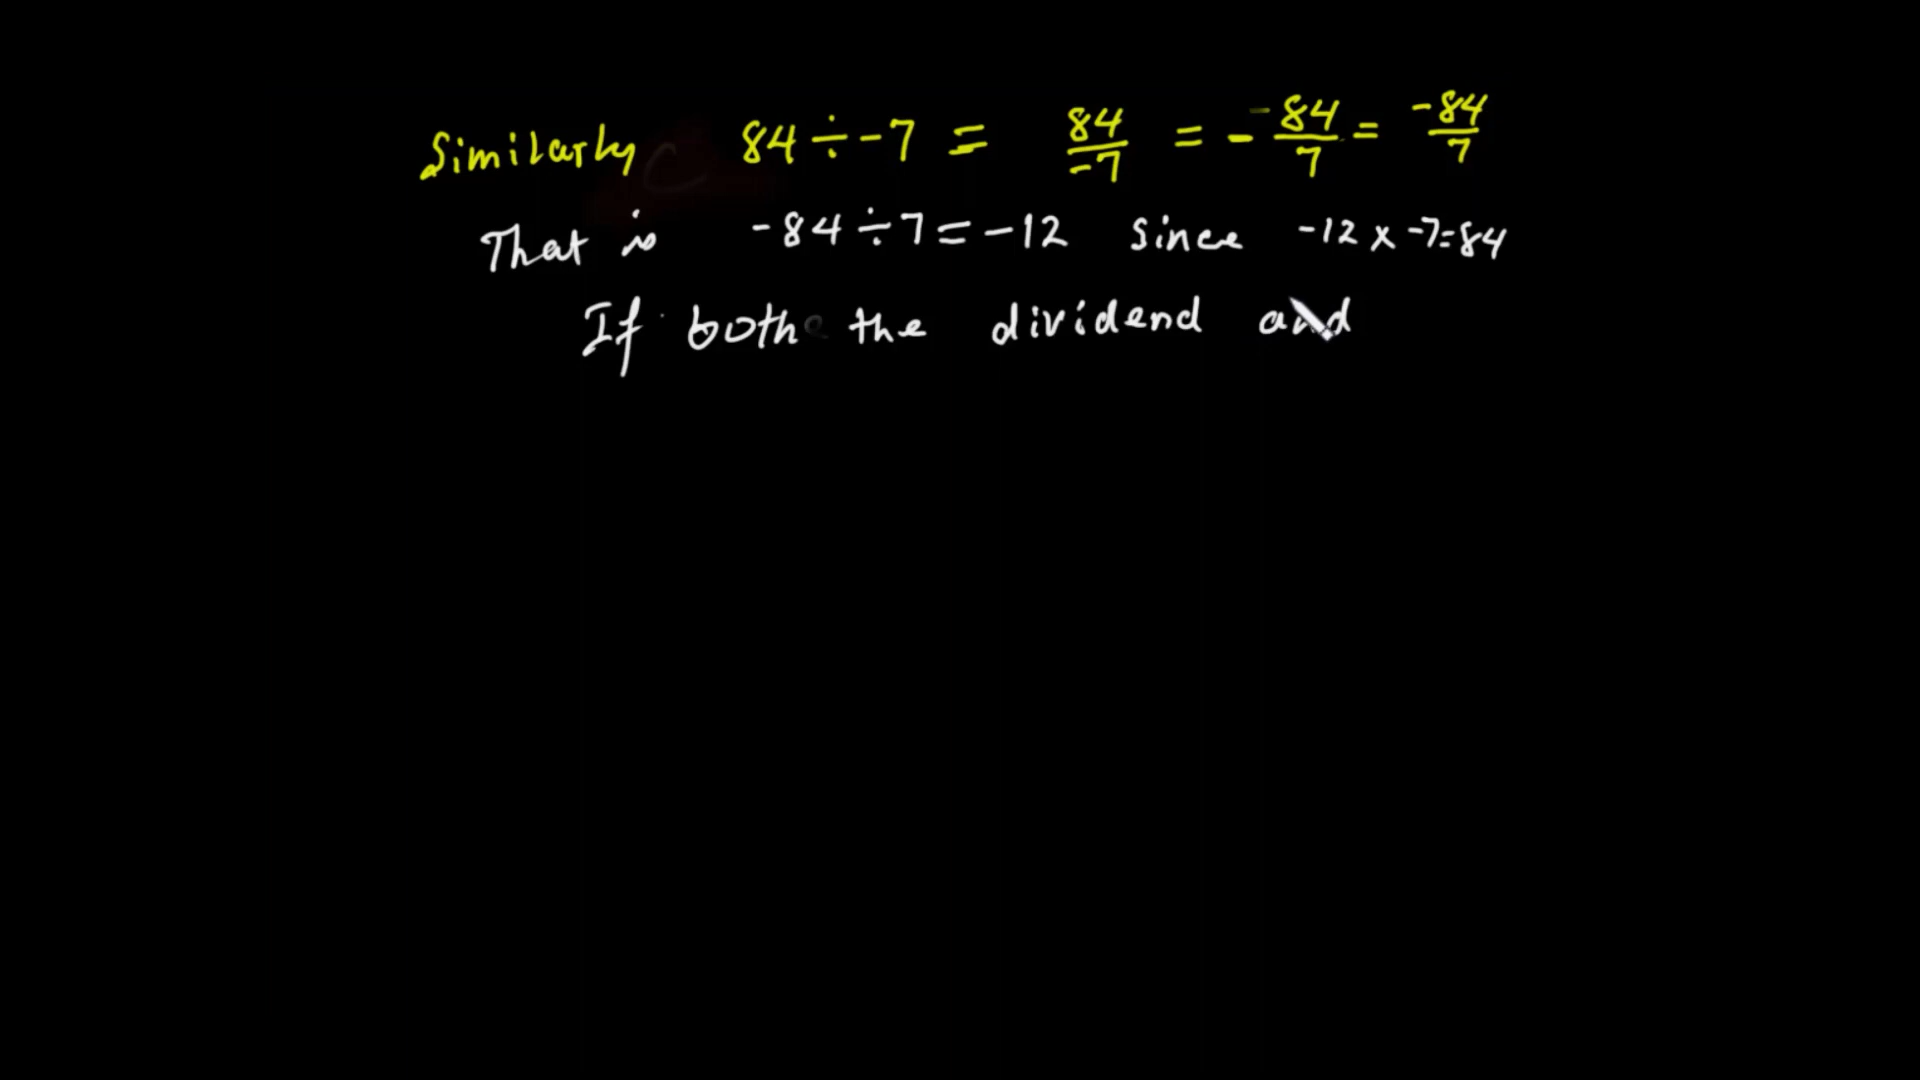 Similarly 84 ÷ -7 = 84/-7 = - -84/7 = -84/7
That is -84 ÷ 7 = -12 since -12 x -7=84
If both the dividend and